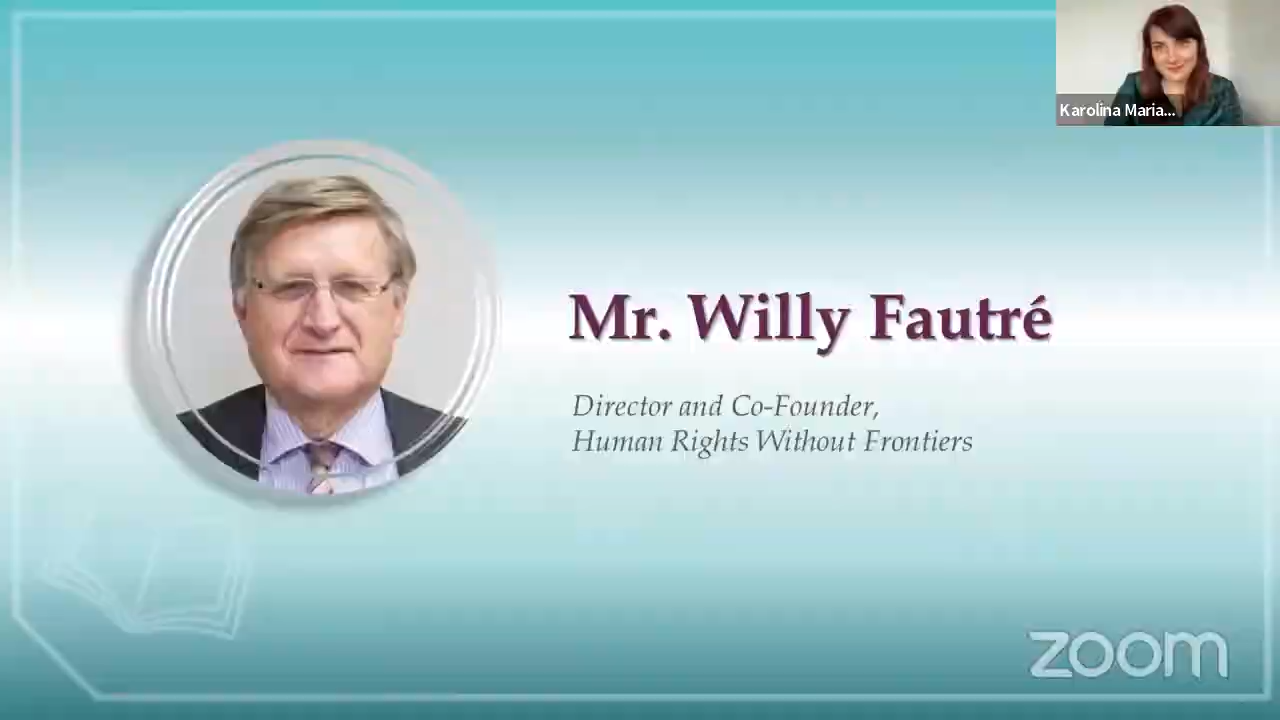 Karolina Maria...
Mr. Willy Fautré
Director and Co-Founder,
Human Rights Without Frontiers
zoom